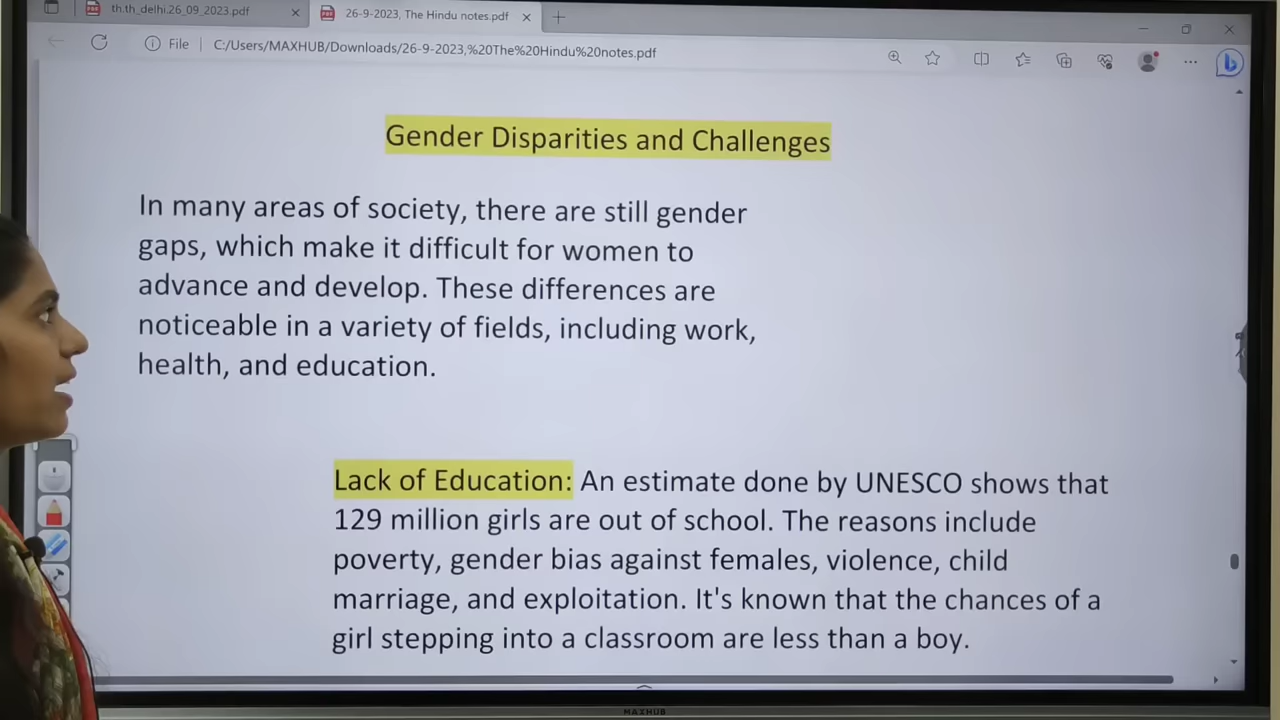 th.th_delhi.26_09_2023.pdf
26-9-2023, The Hindu notes.pdf
File
C:/Users/MAXHUB/Downloads/26-9-2023,%20The%20Hindu%20notes.pdf
Gender Disparities and Challenges
In many areas of society, there are still gender
gaps, which make it difficult for women to
advance and develop. These differences are
noticeable in a variety of fields, including work,
health, and education.
Lack of Education: An estimate done by UNESCO shows that
129 million girls are out of school. The reasons include
poverty, gender bias against females, violence, child
marriage, and exploitation. It's known that the chances of a
girl stepping into a classroom are less than a boy.
MAXHUB